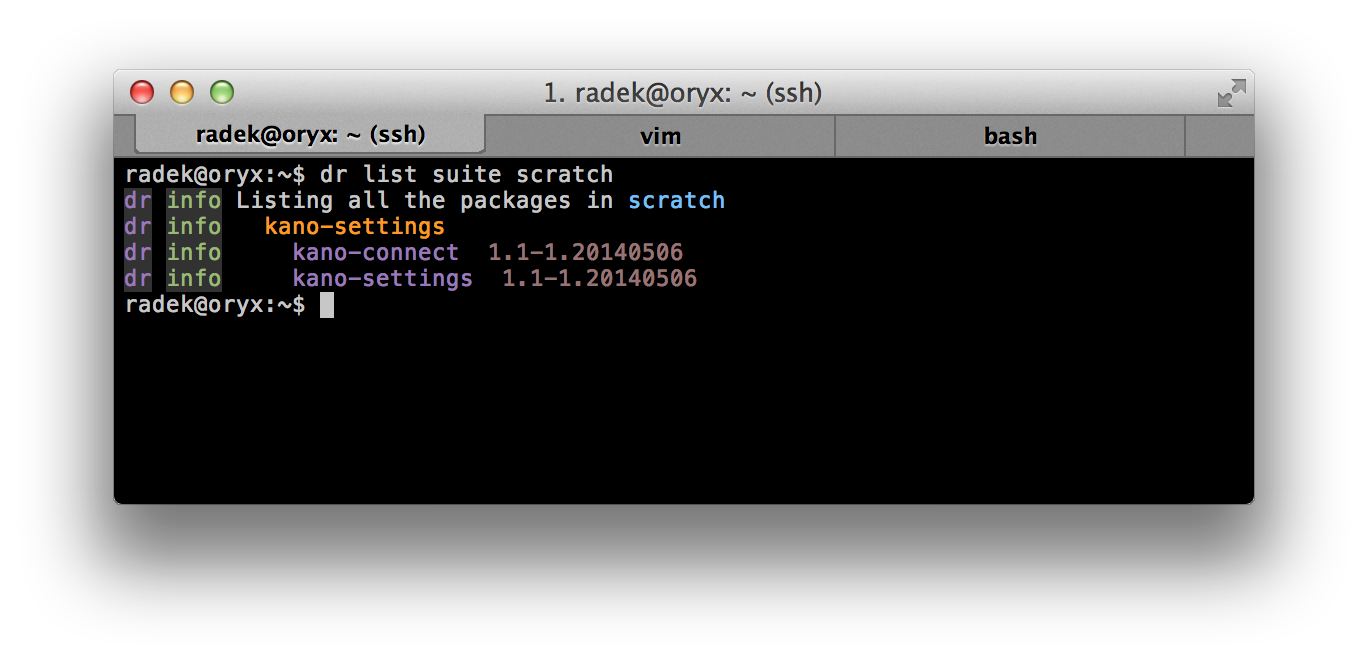 1. radek@oryx: ~ (ssh)
radek@oryx: ~ (ssh) vim bash
radek@oryx:~$ dr list suite scratch
dr info Listing all the packages in scratch
dr info kano-settings
dr info kano-connect 1.1-1.20140506
dr info kano-settings 1.1-1.20140506
radek@oryx:~$